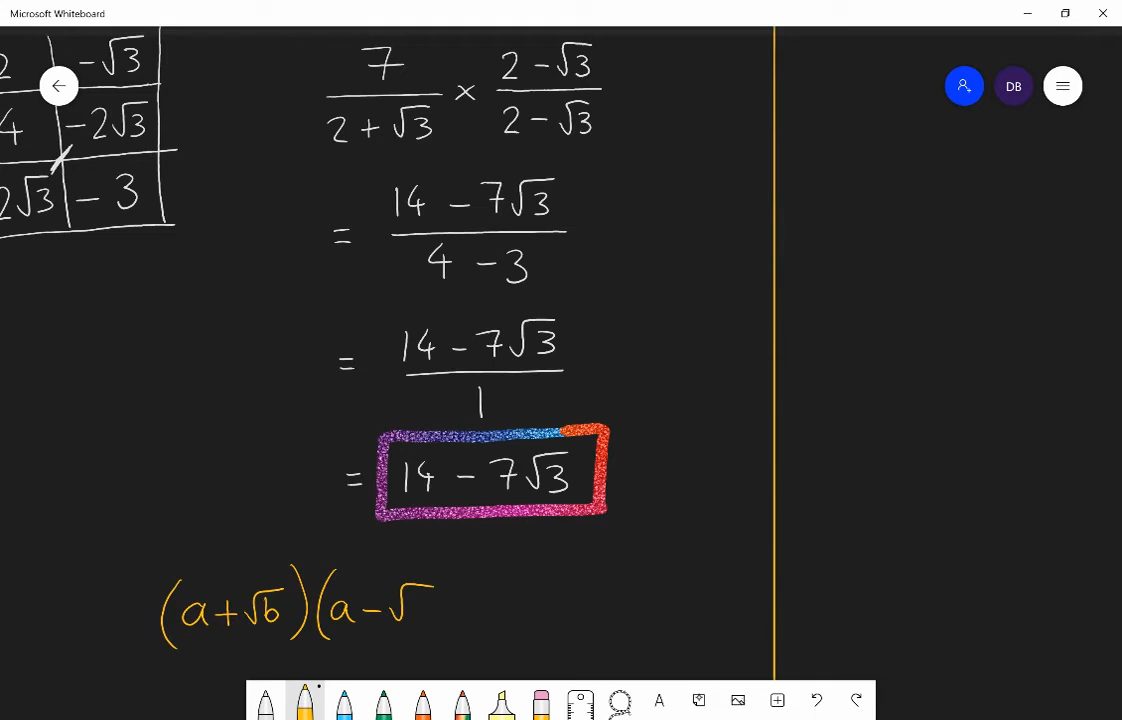 Microsoft Whiteboard
2 | -√3
4 | -2√3
2√3 | -3
7/(2 + √3) × (2 - √3)/(2 - √3)
= (14 - 7√3)/(4 - 3)
= (14 - 7√3)/1
= 14 - 7√3
(a+√b)(a-√
DB
A